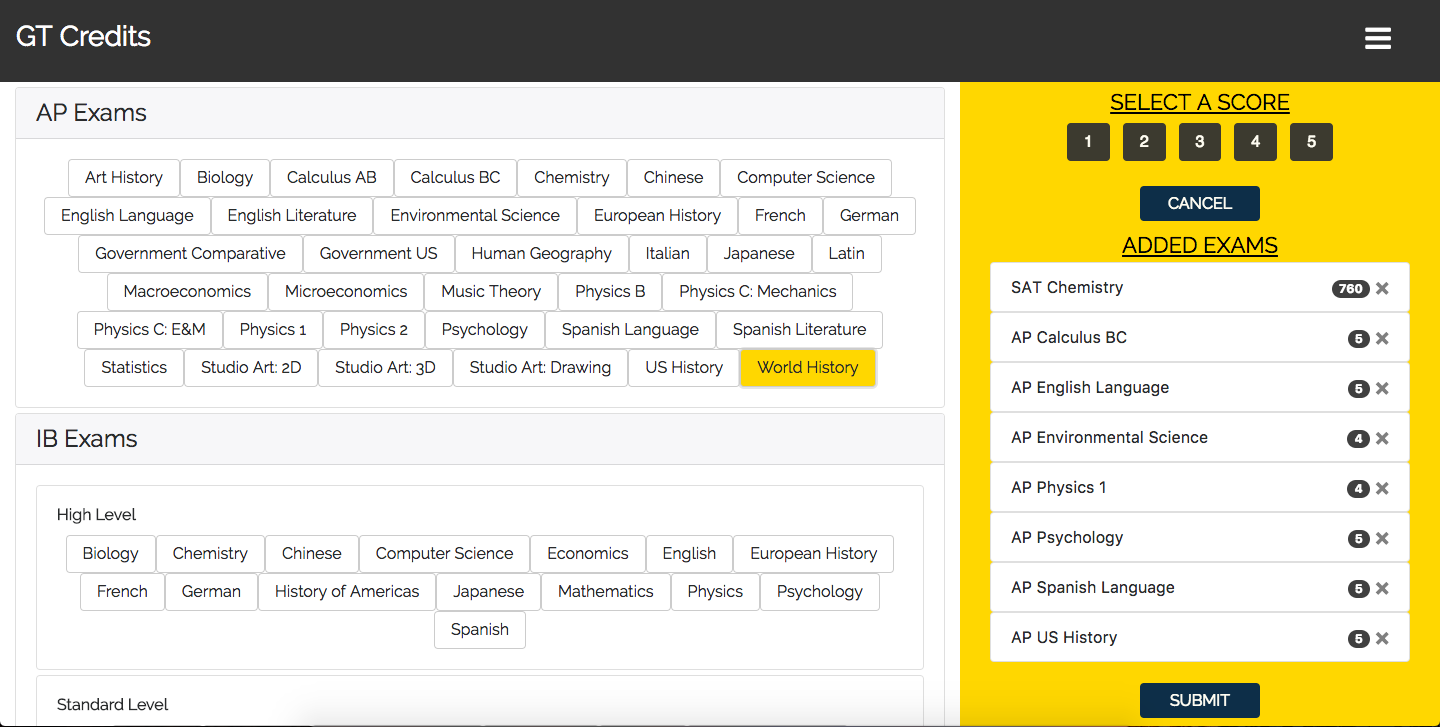 GT Credits
AP Exams
Art History Biology Calculus AB Calculus BC Chemistry Chinese Computer Science
English Language English Literature Environmental Science European History French German
Government Comparative Government US Human Geography Italian Japanese Latin
Macroeconomics Microeconomics Music Theory Physics B Physics C: Mechanics
Physics C: E&M Physics 1 Physics 2 Psychology Spanish Language Spanish Literature
Statistics Studio Art: 2D Studio Art: 3D Studio Art: Drawing US History World History
IB Exams
High Level
Biology Chemistry Chinese Computer Science Economics English European History
French German History of Americas Japanese Mathematics Physics Psychology
Spanish
Standard Level
SELECT A SCORE
1 2 3 4 5
CANCEL
ADDED EXAMS
SAT Chemistry 760 ×
AP Calculus BC 5 ×
AP English Language 5 ×
AP Environmental Science 4 ×
AP Physics 1 4 ×
AP Psychology 5 ×
AP Spanish Language 5 ×
AP US History 5 ×
SUBMIT